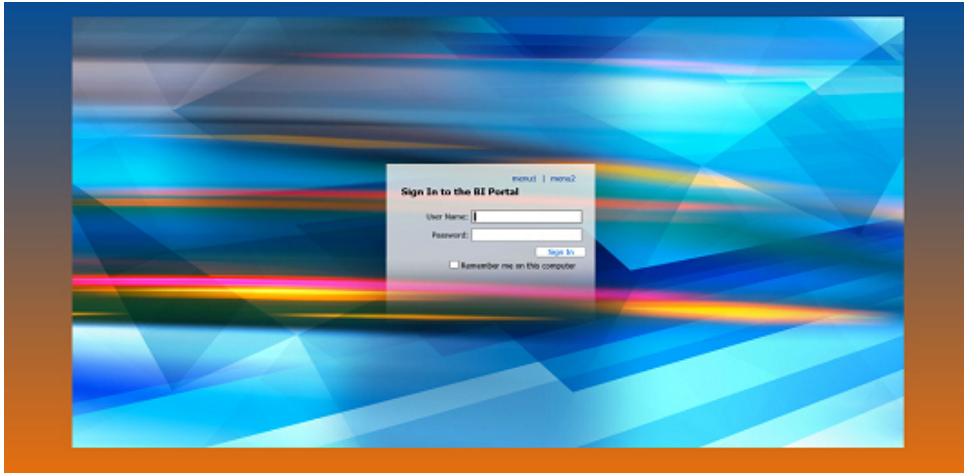 menu1 | menu2
Sign In to the BI Portal
User Name:
Password:
Sign In
Remember me on this computer